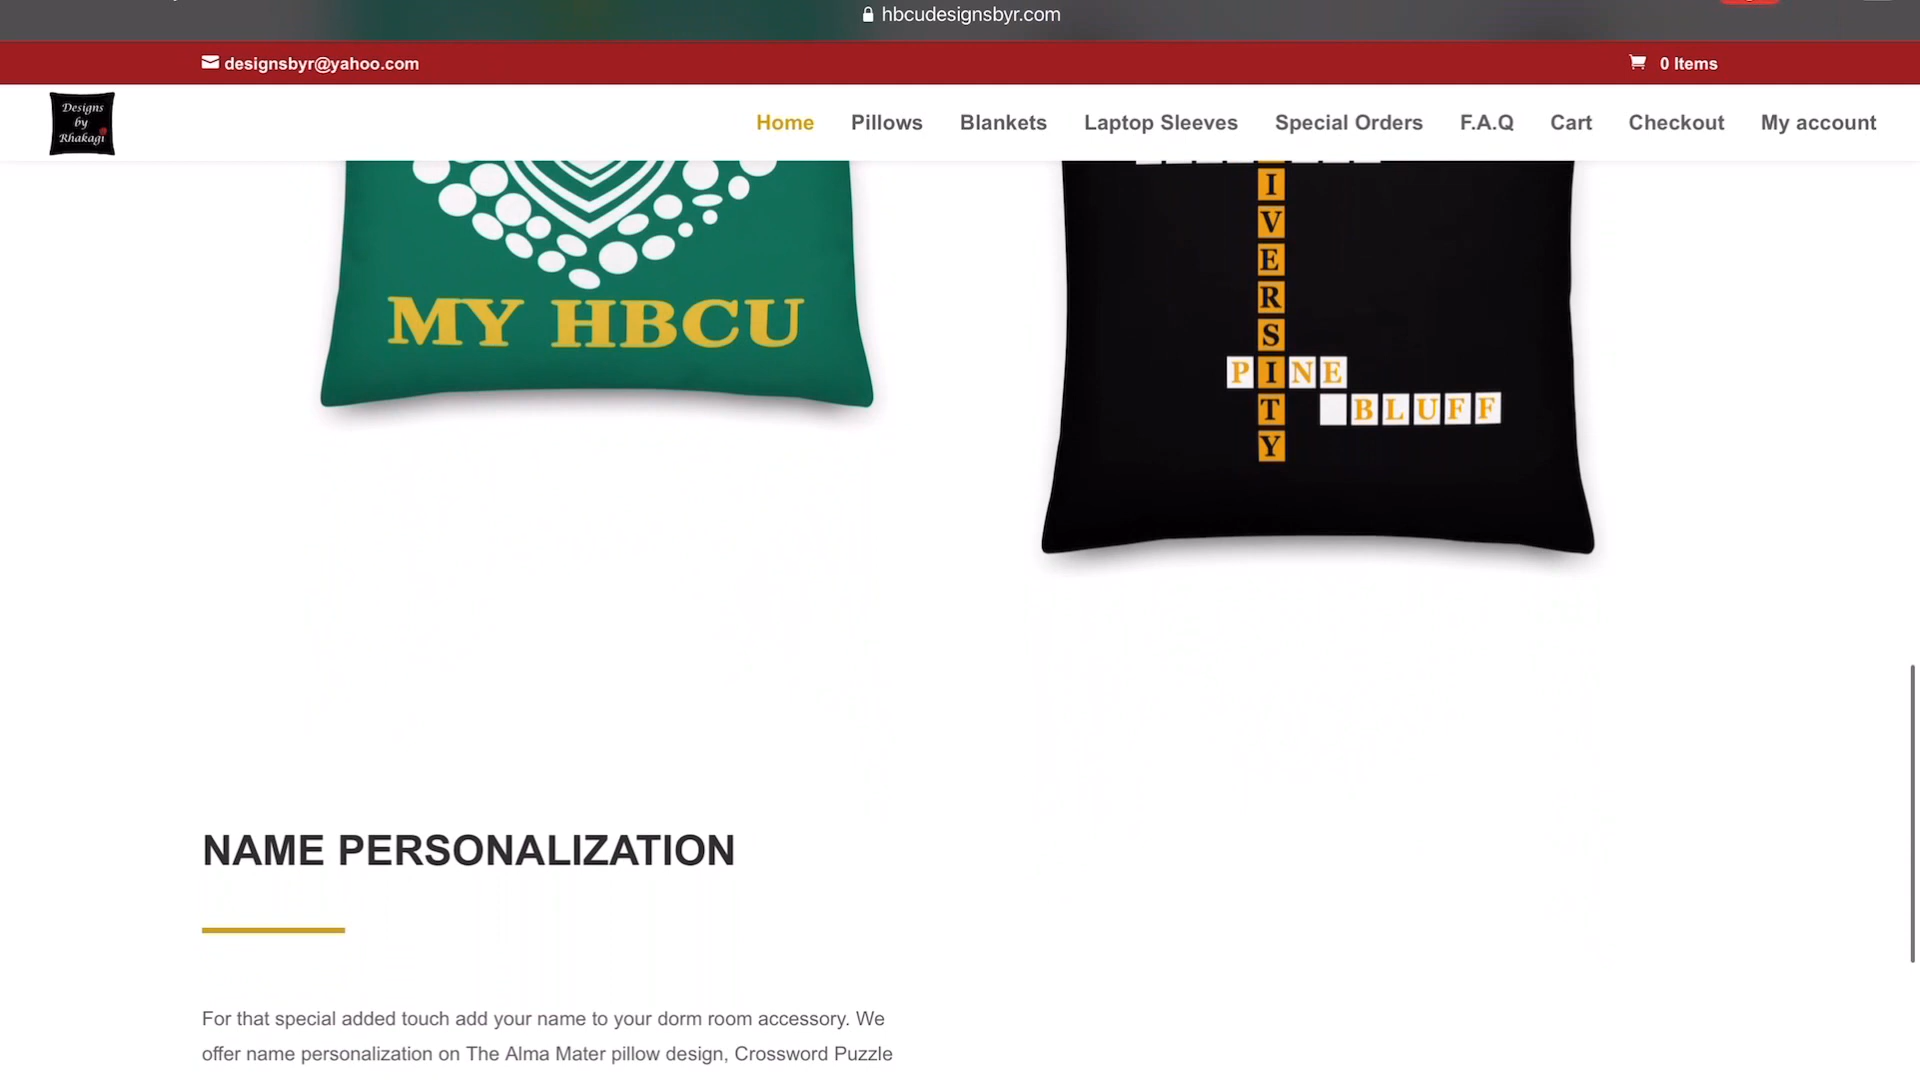 hbcudesignsbyr.com
designsbyr@yahoo.com
0 Items
Designs
by
Rhakagi
Home
Pillows
Blankets
Laptop Sleeves
Special Orders
F.A.Q
Cart
Checkout
My account
MY HBCU
IVERSITY
PINE
BLUFF
NAME PERSONALIZATION
For that special added touch add your name to your dorm room accessory. We
offer name personalization on The Alma Mater pillow design, Crossword Puzzle